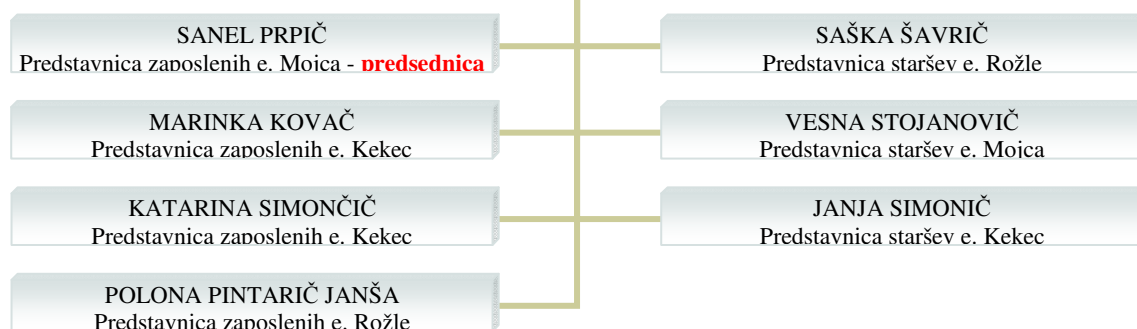 SANEL PRPIČ
Predstavnica zaposlenih e. Mojca - predsednica
SAŠKA ŠAVRIČ
Predstavnica staršev e. Rožle
MARINKA KOVAČ
Predstavnica zaposlenih e. Kekec
VESNA STOJANOVIČ
Predstavnica staršev e. Mojca
KATARINA SIMONČIČ
Predstavnica zaposlenih e. Kekec
JANJA SIMONIČ
Predstavnica staršev e. Kekec
POLONA PINTARIČ JANŠA
Predstavnica zaposlenih e. Rožle